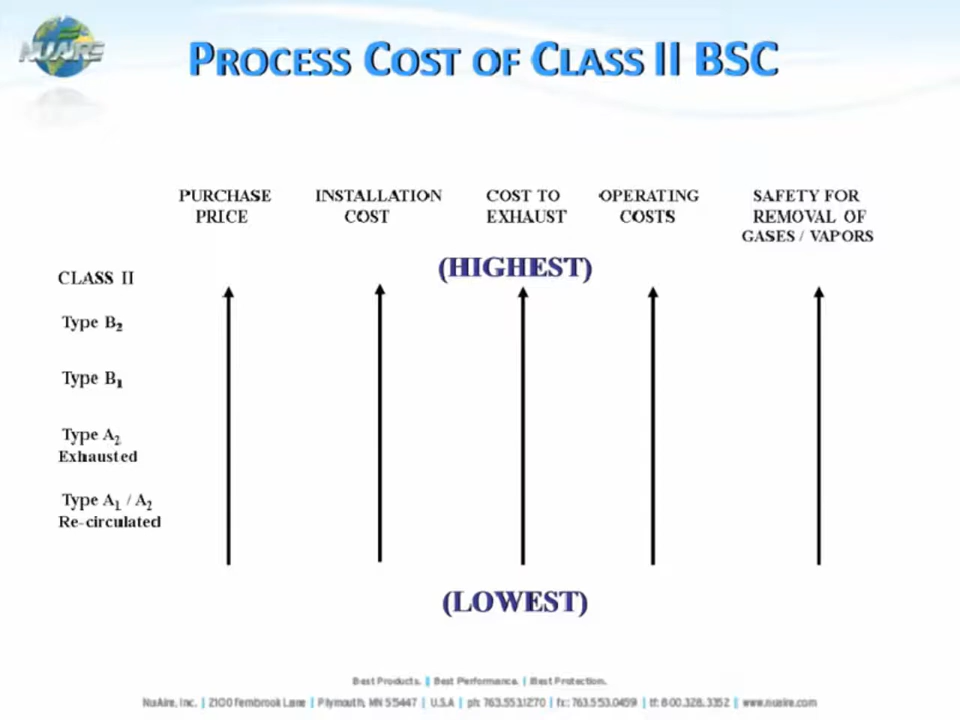 NUAIRE
PROCESS COST OF CLASS II BSC
PURCHASE PRICE
INSTALLATION COST
COST TO EXHAUST
OPERATING COSTS
SAFETY FOR REMOVAL OF GASES / VAPORS
(HIGHEST)
CLASS II
Type B₂
Type B₁
Type A₂
Exhausted
Type A₁ / A₂
Re-circulated
(LOWEST)
Best Products. | Best Performance. | Best Protection.
NuAire, Inc. | 2100 Fernbrook Lane | Plymouth, MN 55447 | U.S.A | ph: 763.553.1270 | fx: 763.553.0459 | tf: 800.328.3352 | www.nuaire.com